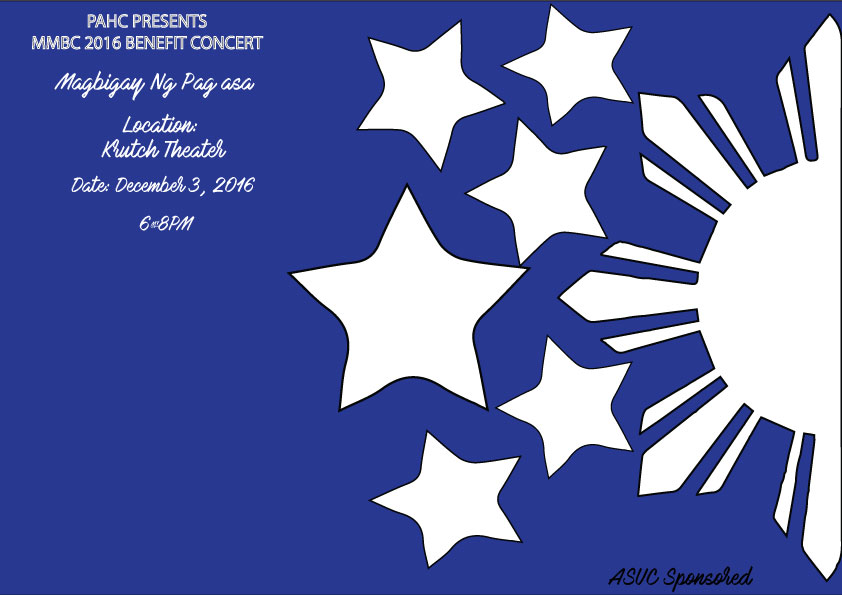 PAHC PRESENTS
MMBC 2016 BENEFIT CONCERT
Magbigay Ng Pag asa
Location:
Krutch Theater
Date: December 3, 2016
6 8PM
ASUC Sponsored